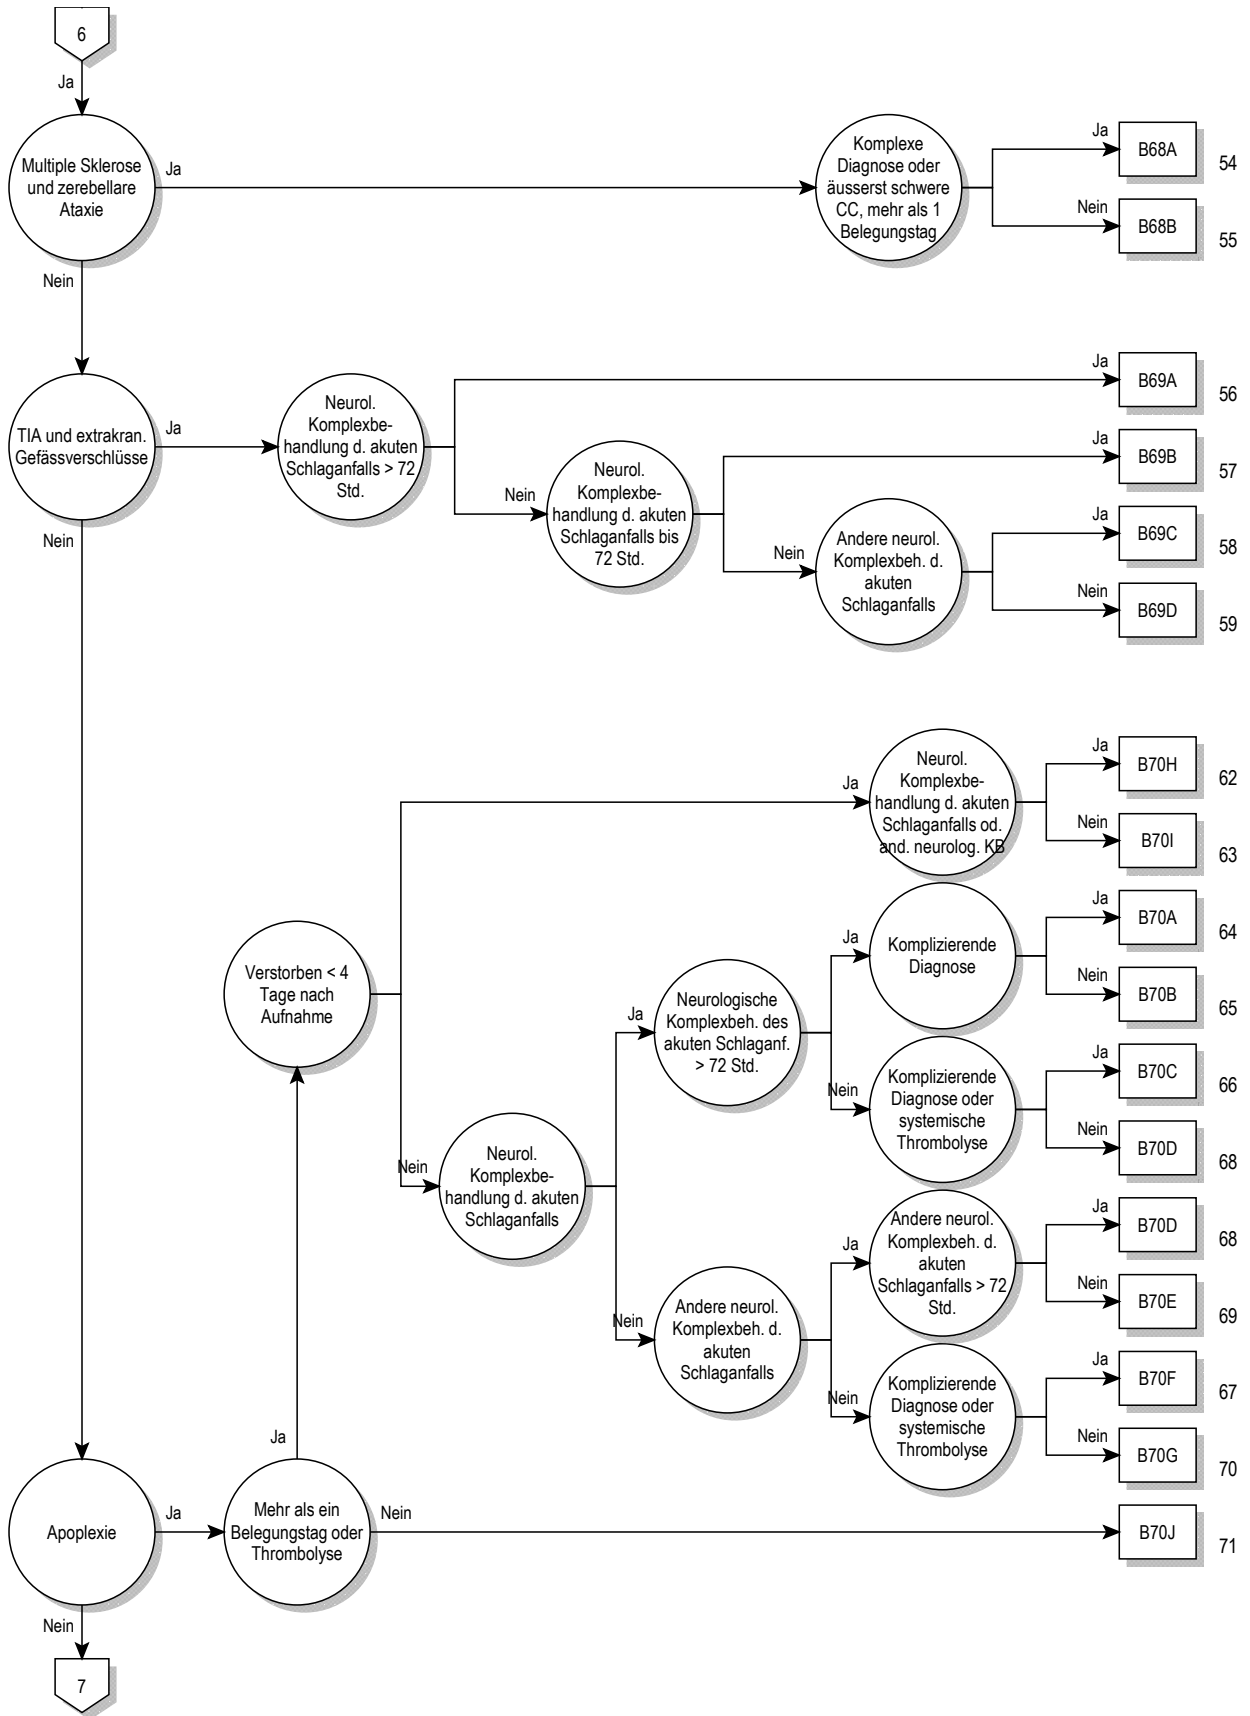 6
Ja
Multiple Sklerose
und zerebellare
Ataxie
Ja
Komplexe
Diagnose oder
äusserst schwere
CC, mehr als 1
Belegungstag
Ja
B68A
54
Nein
B68B
55
Nein
TIA und extrakran.
Gefässverschlüsse
Ja
Neurol.
Komplexbe-
handlung d. akuten
Schlaganfalls > 72
Std.
Ja
B69A
56
Nein
Neurol.
Komplexbe-
handlung d. akuten
Schlaganfalls bis
72 Std.
Ja
B69B
57
Nein
Andere neurol.
Komplexbeh. d.
akuten
Schlaganfalls
Ja
B69C
58
Nein
B69D
59
Nein
Verstorben < 4
Tage nach
Aufnahme
Ja
Neurol.
Komplexbe-
handlung d. akuten
Schlaganfalls od.
and. neurolog. KB
Ja
B70H
62
Nein
B70I
63
Nein
Neurol.
Komplexbe-
handlung d. akuten
Schlaganfalls
Ja
Neurologische
Komplexbeh. des
akuten Schlaganf.
> 72 Std.
Ja
Komplizierende
Diagnose
Ja
B70A
64
Nein
B70B
65
Nein
Komplizierende
Diagnose oder
systemische
Thrombolyse
Ja
B70C
66
Nein
B70D
68
Nein
Andere neurol.
Komplexbeh. d.
akuten
Schlaganfalls
Ja
Andere neurol.
Komplexbeh. d.
akuten
Schlaganfalls > 72
Std.
Ja
B70D
68
Nein
B70E
69
Nein
Komplizierende
Diagnose oder
systemische
Thrombolyse
Ja
B70F
67
Nein
B70G
70
Ja
Apoplexie
Ja
Mehr als ein
Belegungstag oder
Thrombolyse
Nein
B70J
71
Nein
7